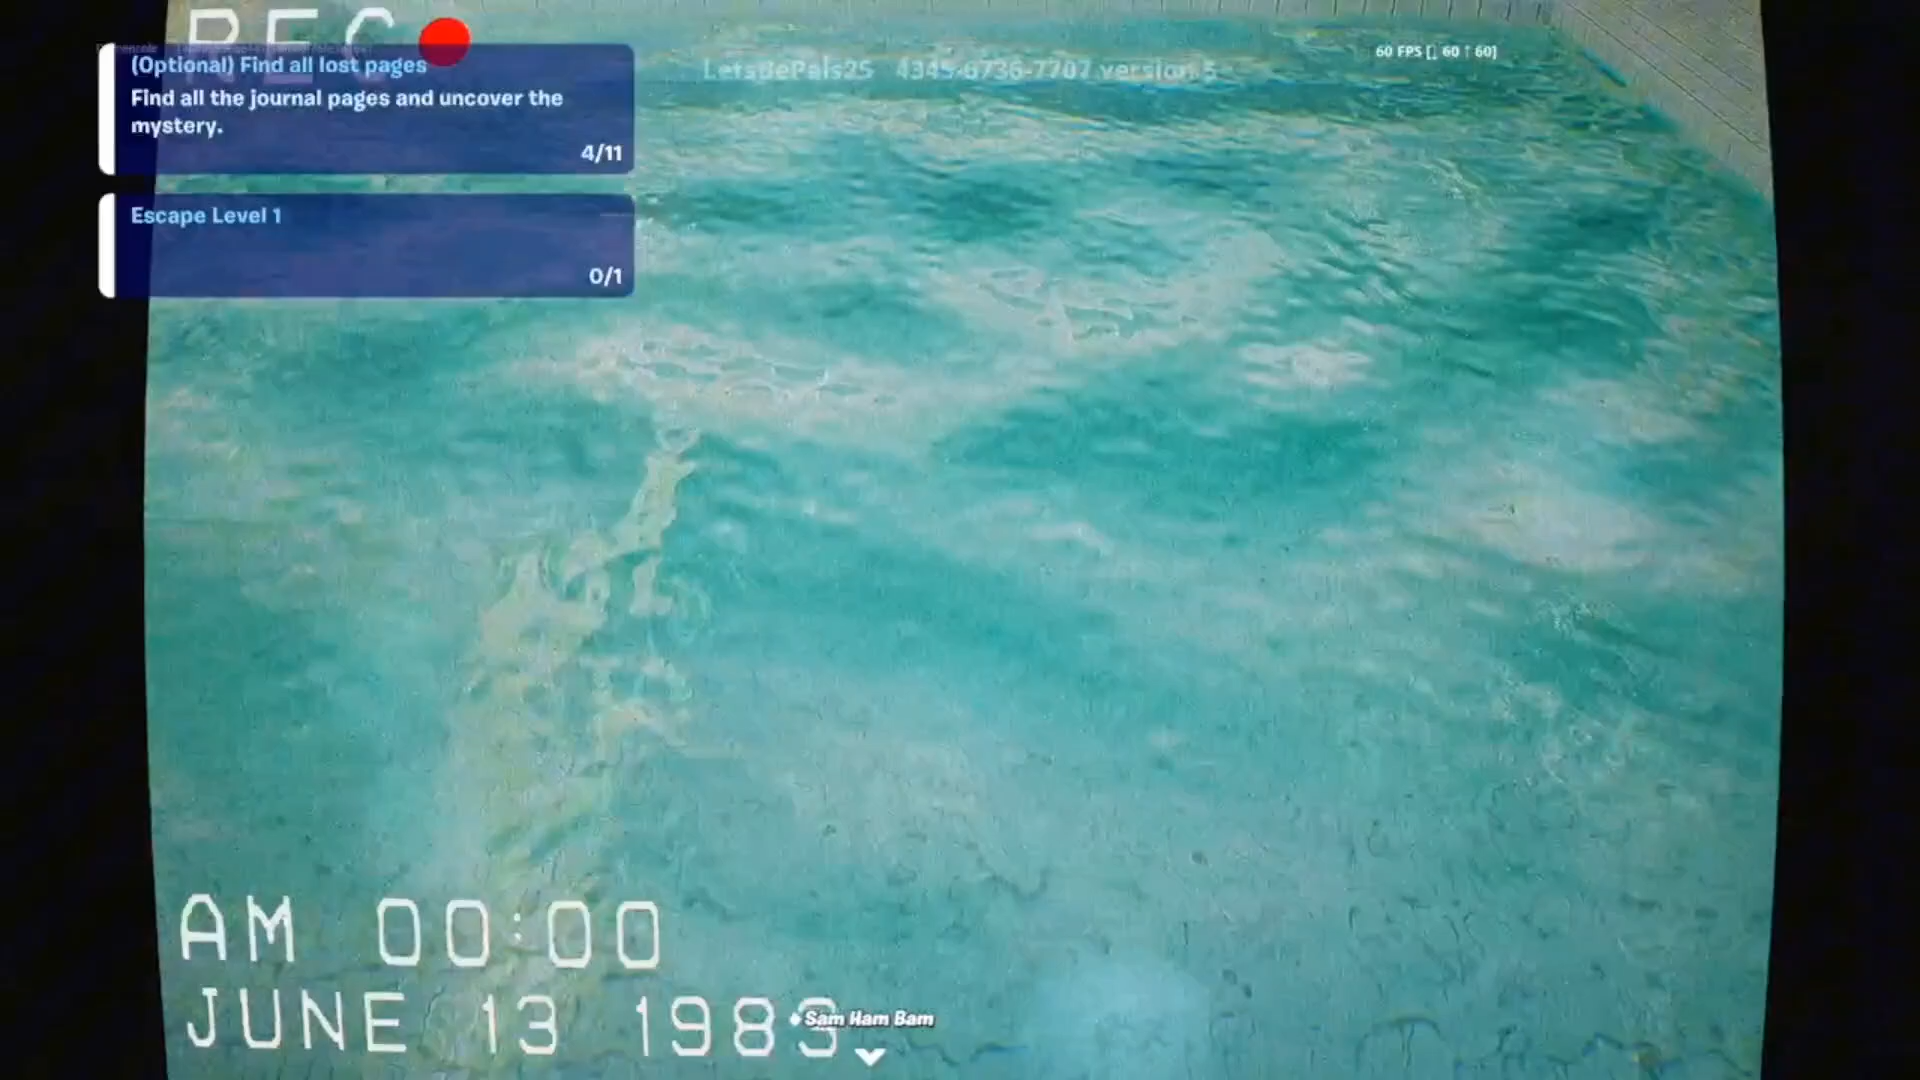 REC
(Optional) Find all lost pages
Find all the journal pages and uncover the
mystery.
4/11
Escape Level 1
0/1
LetsBePals25 4345-6736-7707 version 5
60 FPS [↓ 60 ↑ 60]
AM 00:00
JUNE 13 1983
Sam Ham Bam